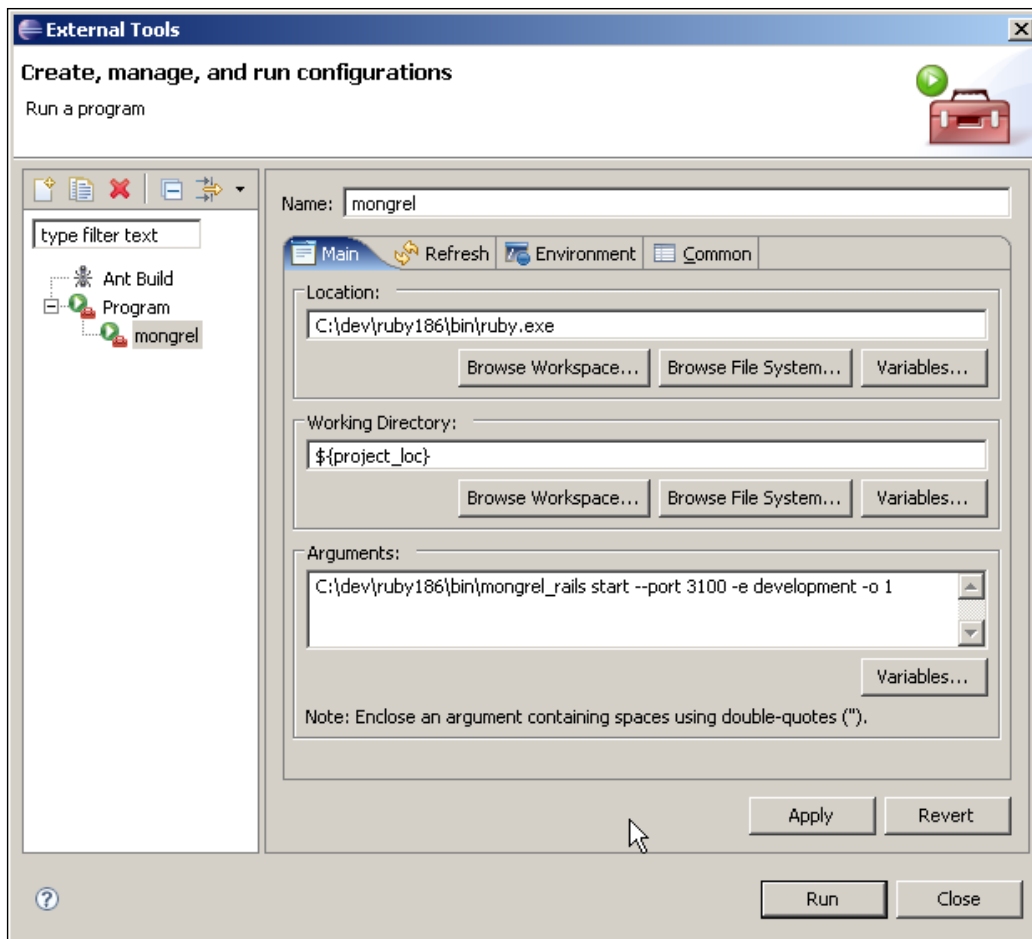 External Tools
Create, manage, and run configurations
Run a program
type filter text
Ant Build
Program
mongrel
Name: mongrel
Main Refresh Environment Common
Location:
C:\dev\ruby186\bin\ruby.exe
Browse Workspace... Browse File System... Variables...
Working Directory:
${project_loc}
Browse Workspace... Browse File System... Variables...
Arguments:
C:\dev\ruby186\bin\mongrel_rails start --port 3100 -e development -o 1
Variables...
Note: Enclose an argument containing spaces using double-quotes (").
Apply Revert
Run Close